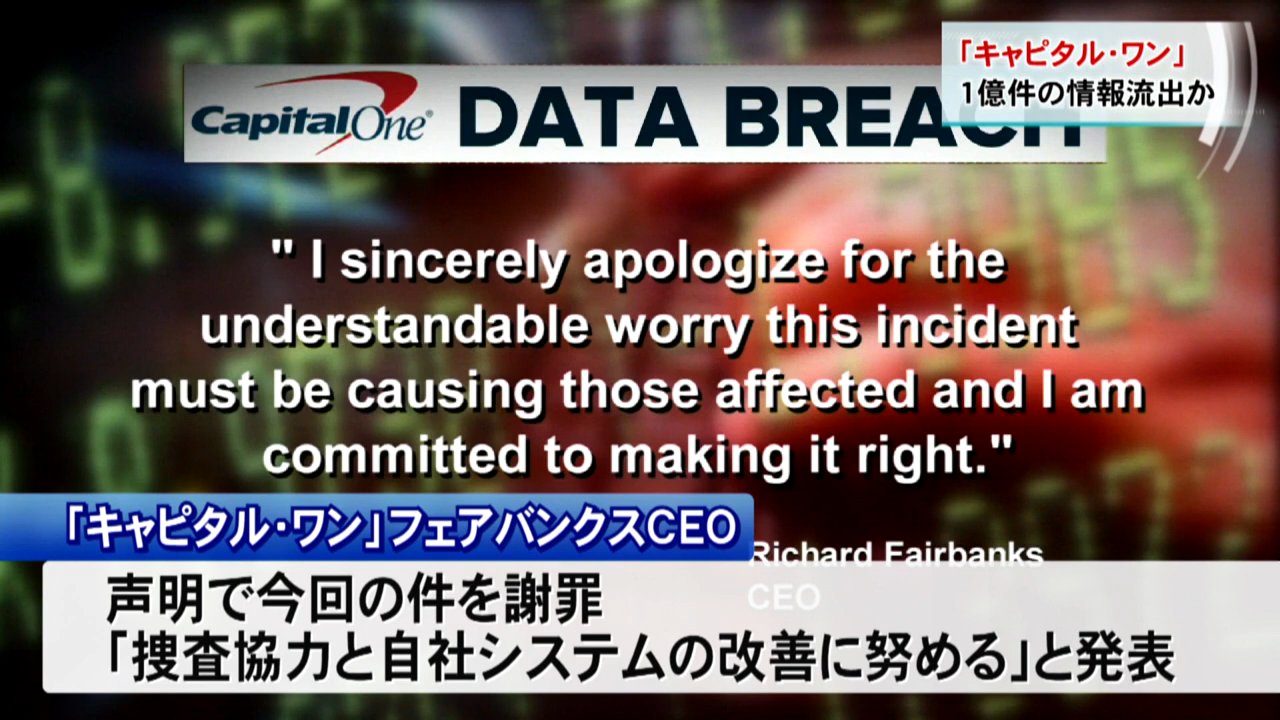 「キャピタル・ワン」
1億件の情報流出か
CapitalOne® DATA BREACH
" I sincerely apologize for the
understandable worry this incident
must be causing those affected and I am
committed to making it right."
Richard Fairbanks
CEO
「キャピタル・ワン」フェアバンクスCEO
声明で今回の件を謝罪
「捜査協力と自社システムの改善に努める」と発表